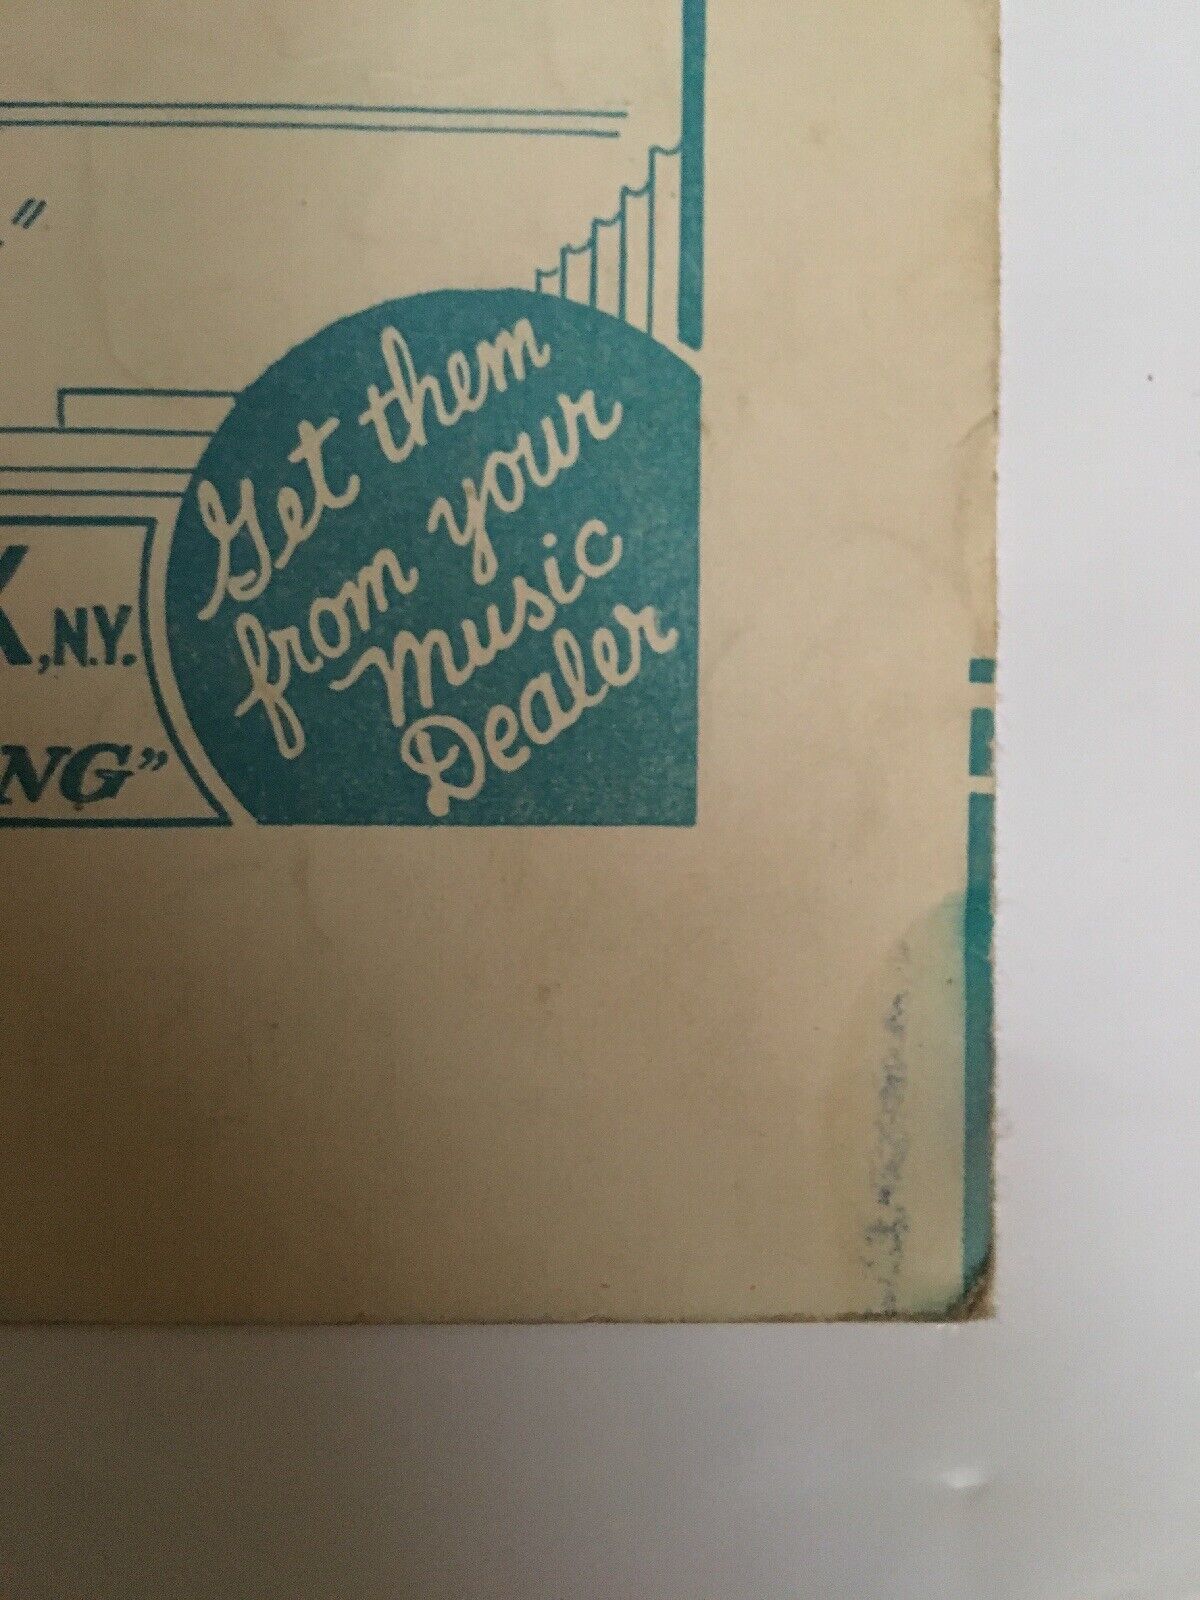 "
Get them
from your
Music
Dealer
K, N.Y.
NG"